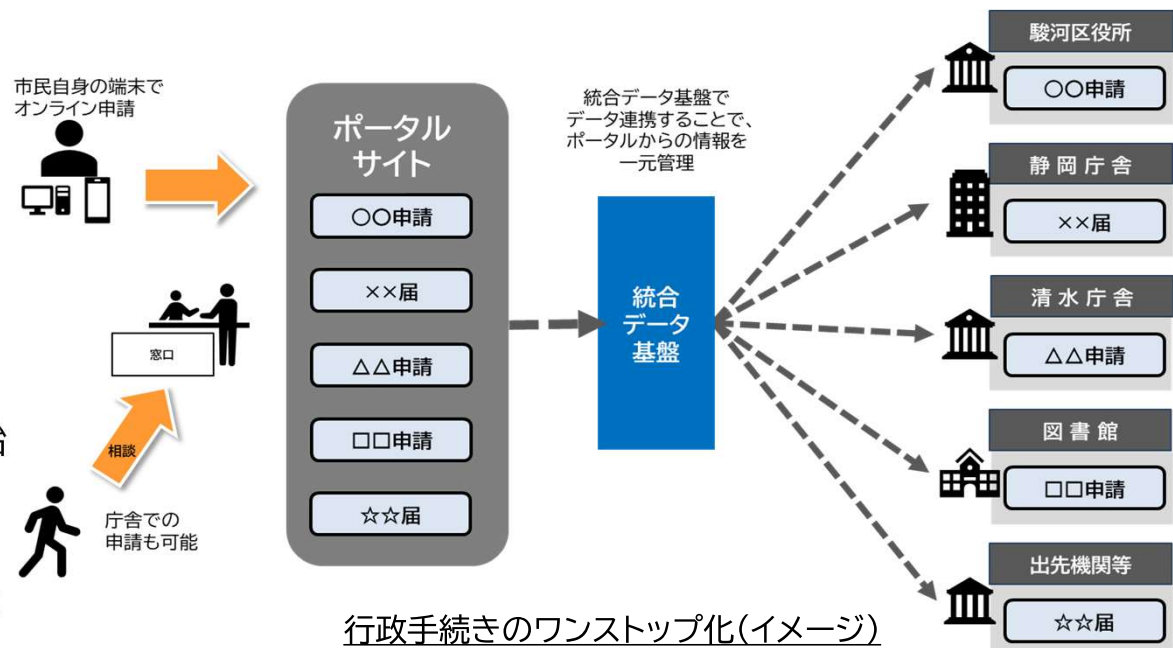 市民自身の端末で
オンライン申請
窓口
相談
庁舎での
申請も可能
ポータル
サイト
○○申請
××届
△△申請
□□申請
☆☆届
統合データ基盤で
データ連携することで、
ポータルからの情報を
一元管理
統合
データ
基盤
駿河区役所
○○申請
静岡庁舎
××届
清水庁舎
△△申請
図書館
□□申請
出先機関等
☆☆届
行政手続きのワンストップ化(イメージ)